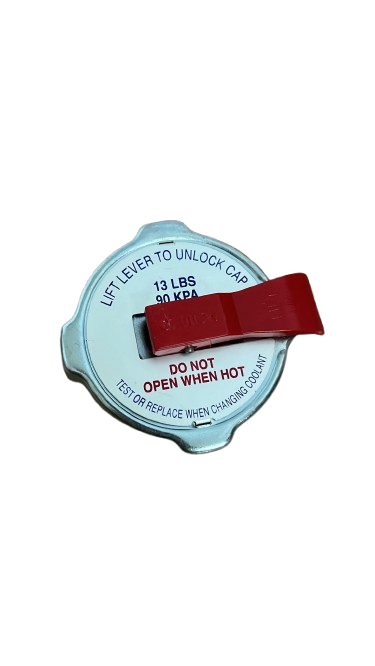 LIFT LEVER TO UNLOCK CAP
13 LBS
90 KPA
DO NOT
OPEN WHEN HOT
TEST OR REPLACE WHEN CHANGING COOLANT